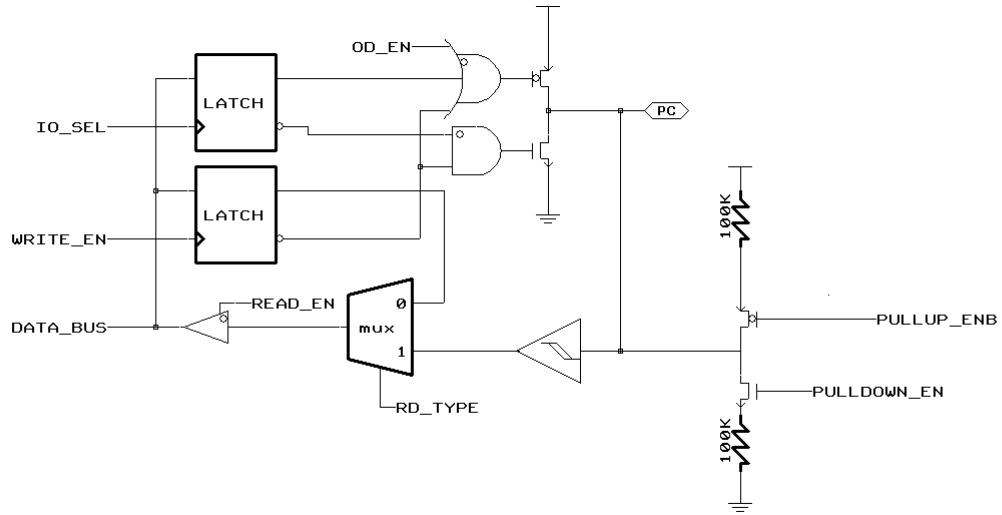 OD_EN
LATCH
PC
IO_SEL
LATCH
100K
WRITE_EN
READ_EN
0
DATA_BUS
mux
PULLUP_ENB
1
PULLDOWN_EN
RD_TYPE
100K